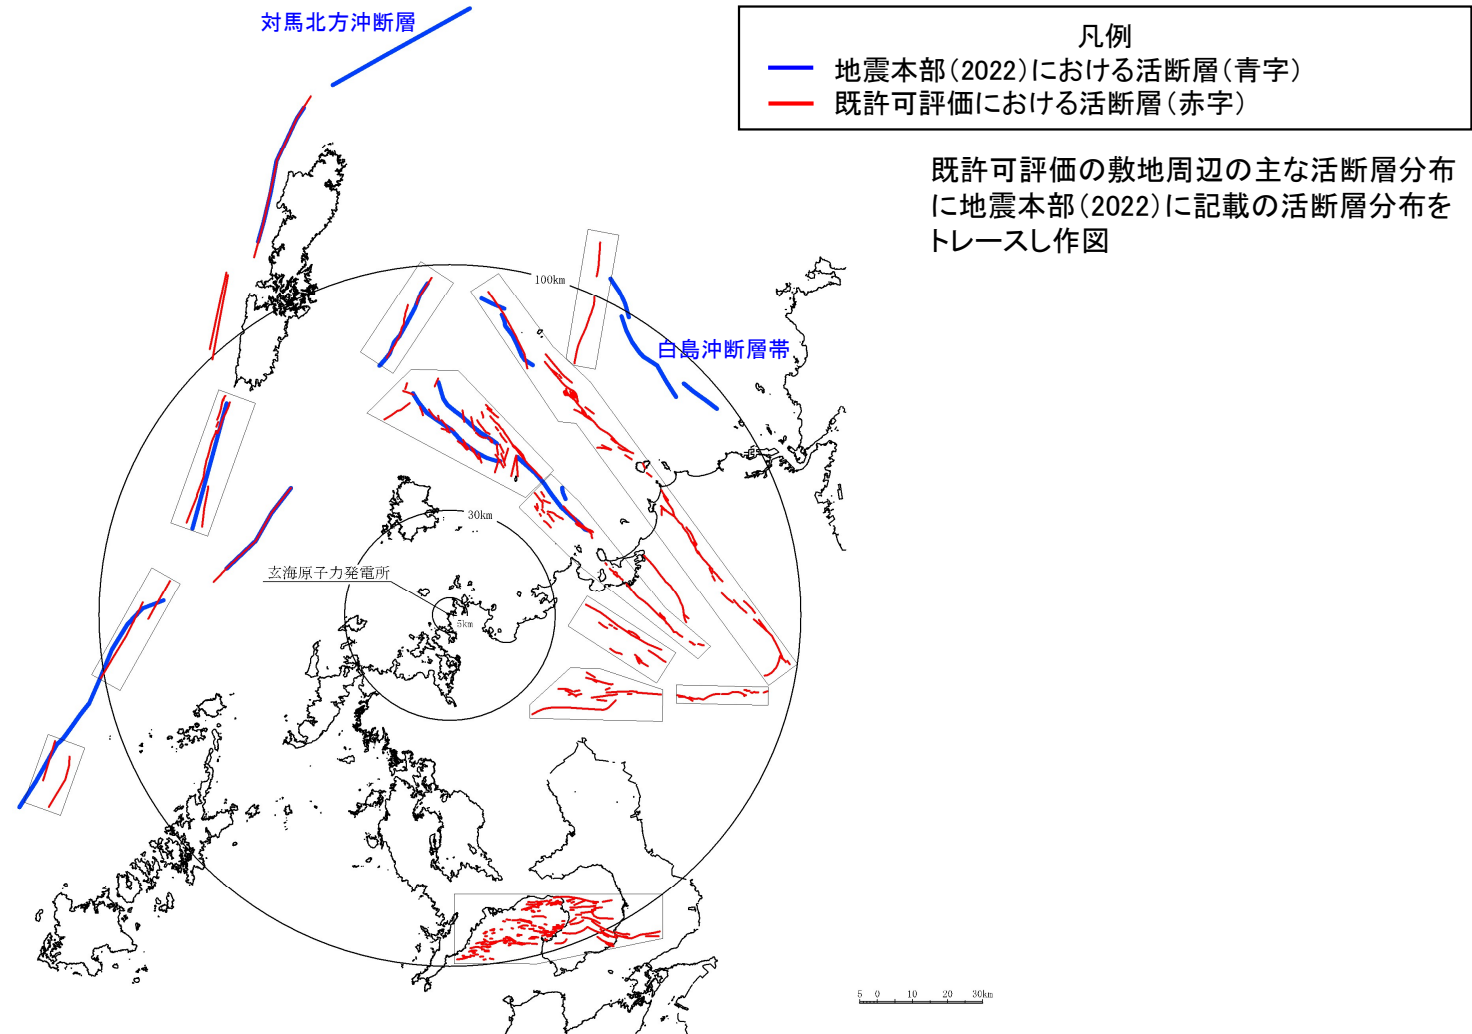 対馬北方沖断層
凡例
地震本部(2022)における活断層(青字)
既許可評価における活断層(赤字)
既許可評価の敷地周辺の主な活断層分布
に地震本部(2022)に記載の活断層分布を
トレースし作図
100km
白島沖断層帯
30km
玄海原子力発電所
5km
5 0 10 20 30km